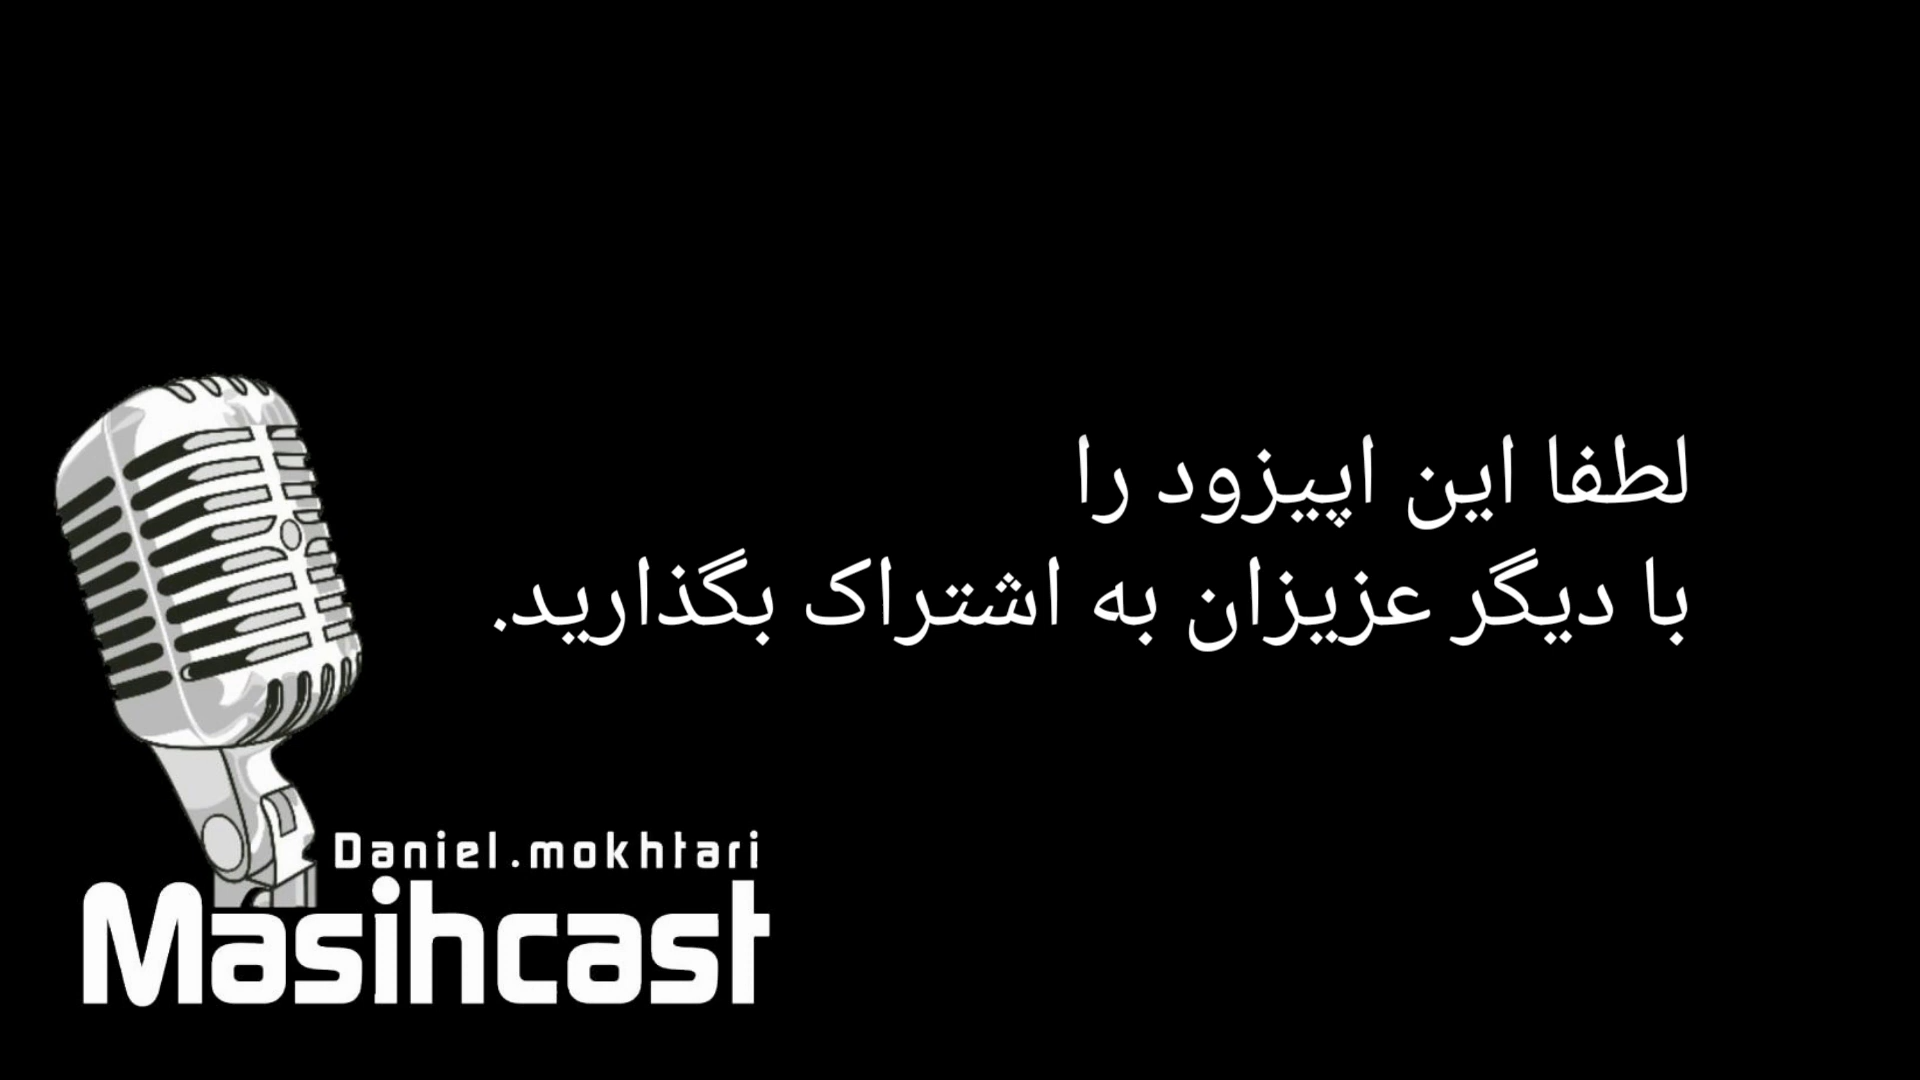 لطفا این اپیزود را
با دیگر عزیزان به اشتراک بگذارید.
Daniel.mokhtari
Masihcast